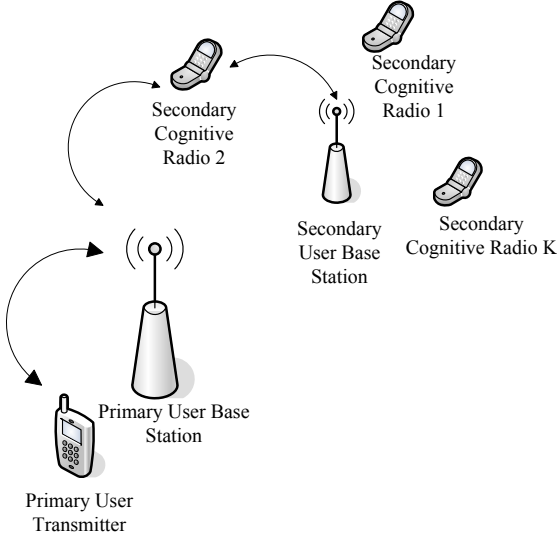 Secondary
Cognitive
Radio 1
Secondary
Cognitive
Radio 2
Secondary
User Base
Station
Secondary
Cognitive Radio K
Primary User Base
Station
Primary User
Transmitter